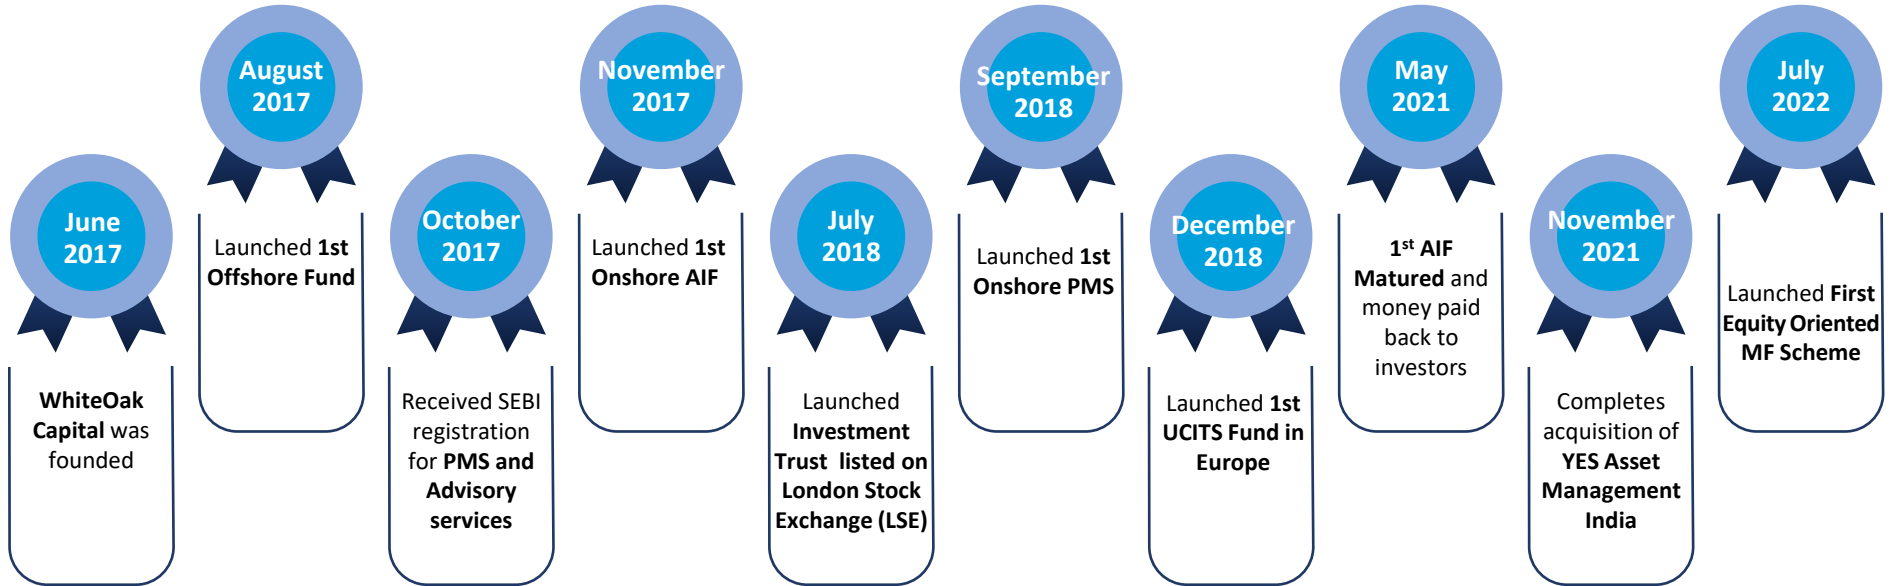 June
2017
WhiteOak
Capital was
founded
August
2017
Launched 1st
Offshore Fund
October
2017
Received SEBI
registration
for PMS and
Advisory
services
November
2017
Launched 1st
Onshore AIF
July
2018
Launched
Investment
Trust listed on
London Stock
Exchange (LSE)
September
2018
Launched 1st
Onshore PMS
December
2018
Launched 1st
UCITS Fund in
Europe
May
2021
1st AIF
Matured and
money paid
back to
investors
November
2021
Completes
acquisition of
YES Asset
Management
India
July
2022
Launched First
Equity Oriented
MF Scheme